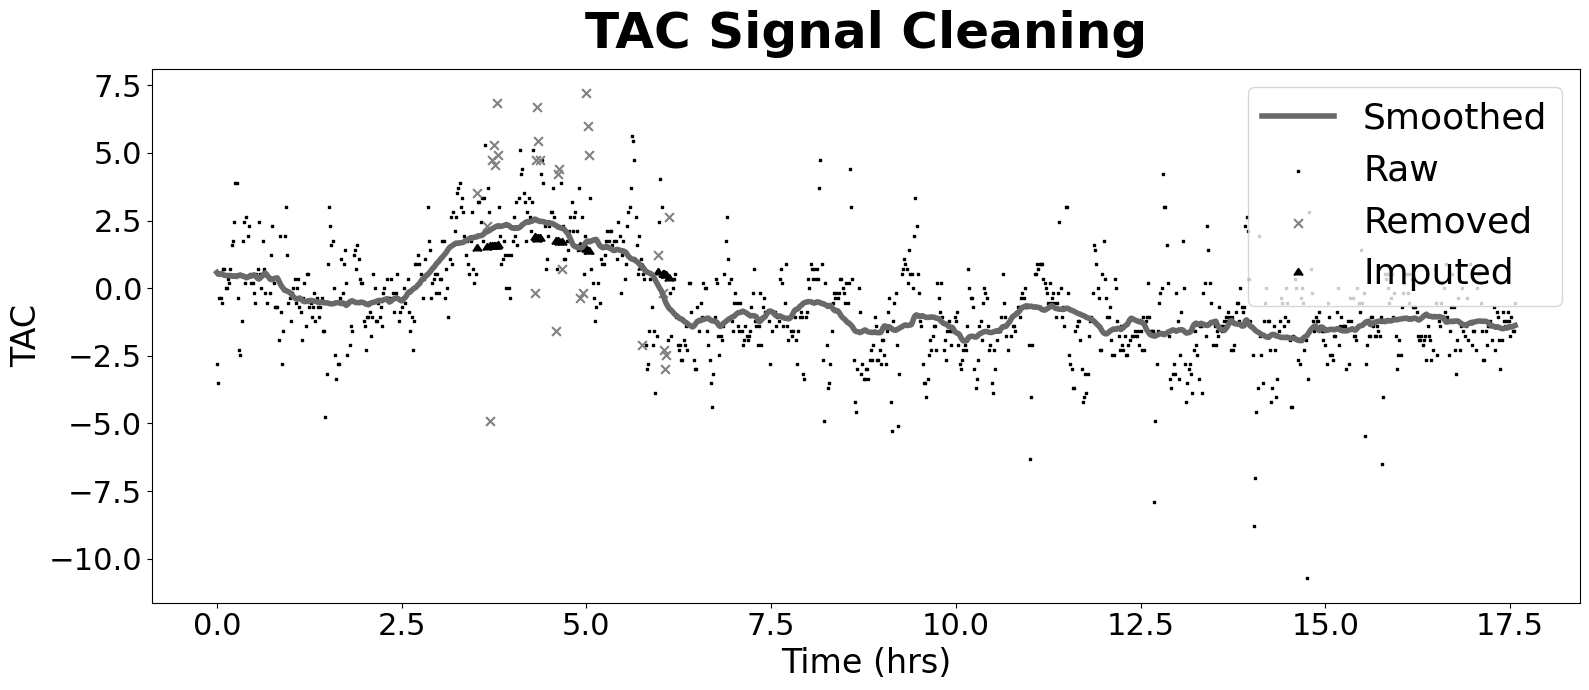 TAC Signal Cleaning
7.5
5.0
2.5
0.0
−2.5
−5.0
−7.5
−10.0
TAC
Smoothed
Raw
Removed
Imputed
0.0 2.5 5.0 7.5 10.0 12.5 15.0 17.5
Time (hrs)